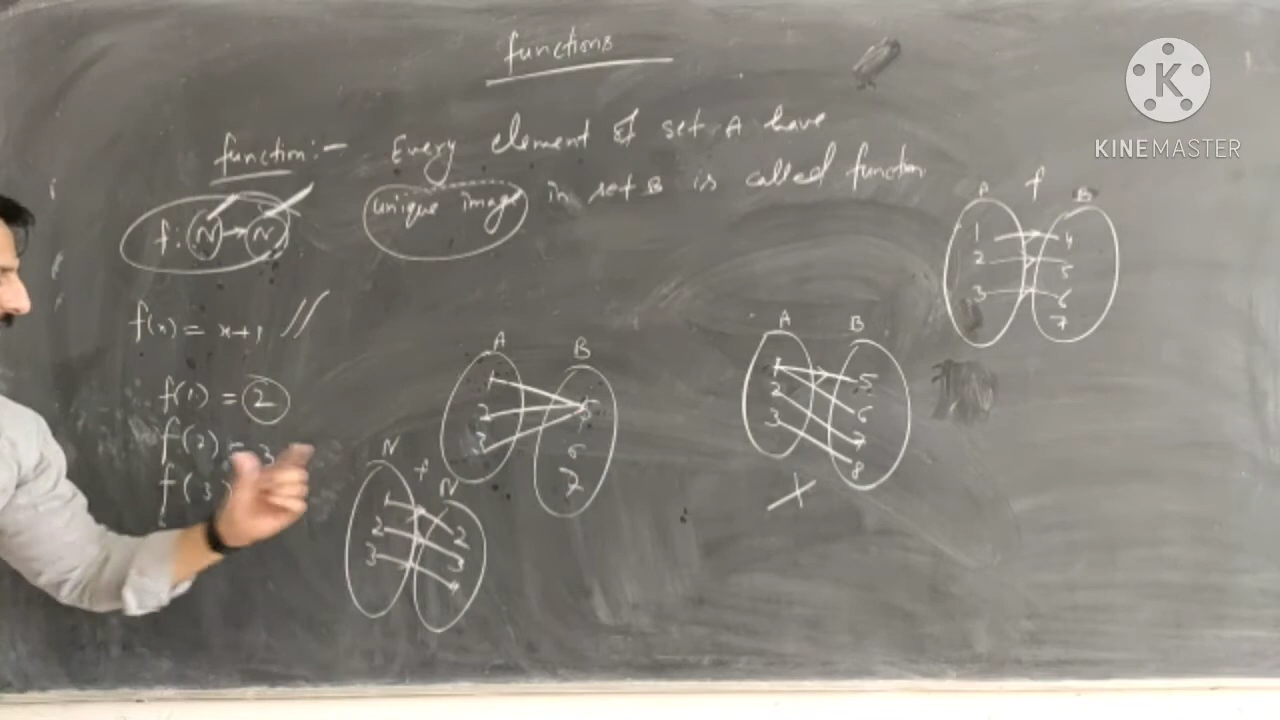 functions
function:- Every element of set A have
unique image in set B is called function
f: N → N
f(x) = x+1
f(1) = 2
f(2) = 3
f(3)
A B
1 5
2 6
3 7
N f N
1 2
2 3
3
A B
1 5
2 6
3 7
8
X
A f B
1 4
2 5
3 6
7
K
KINEMASTER